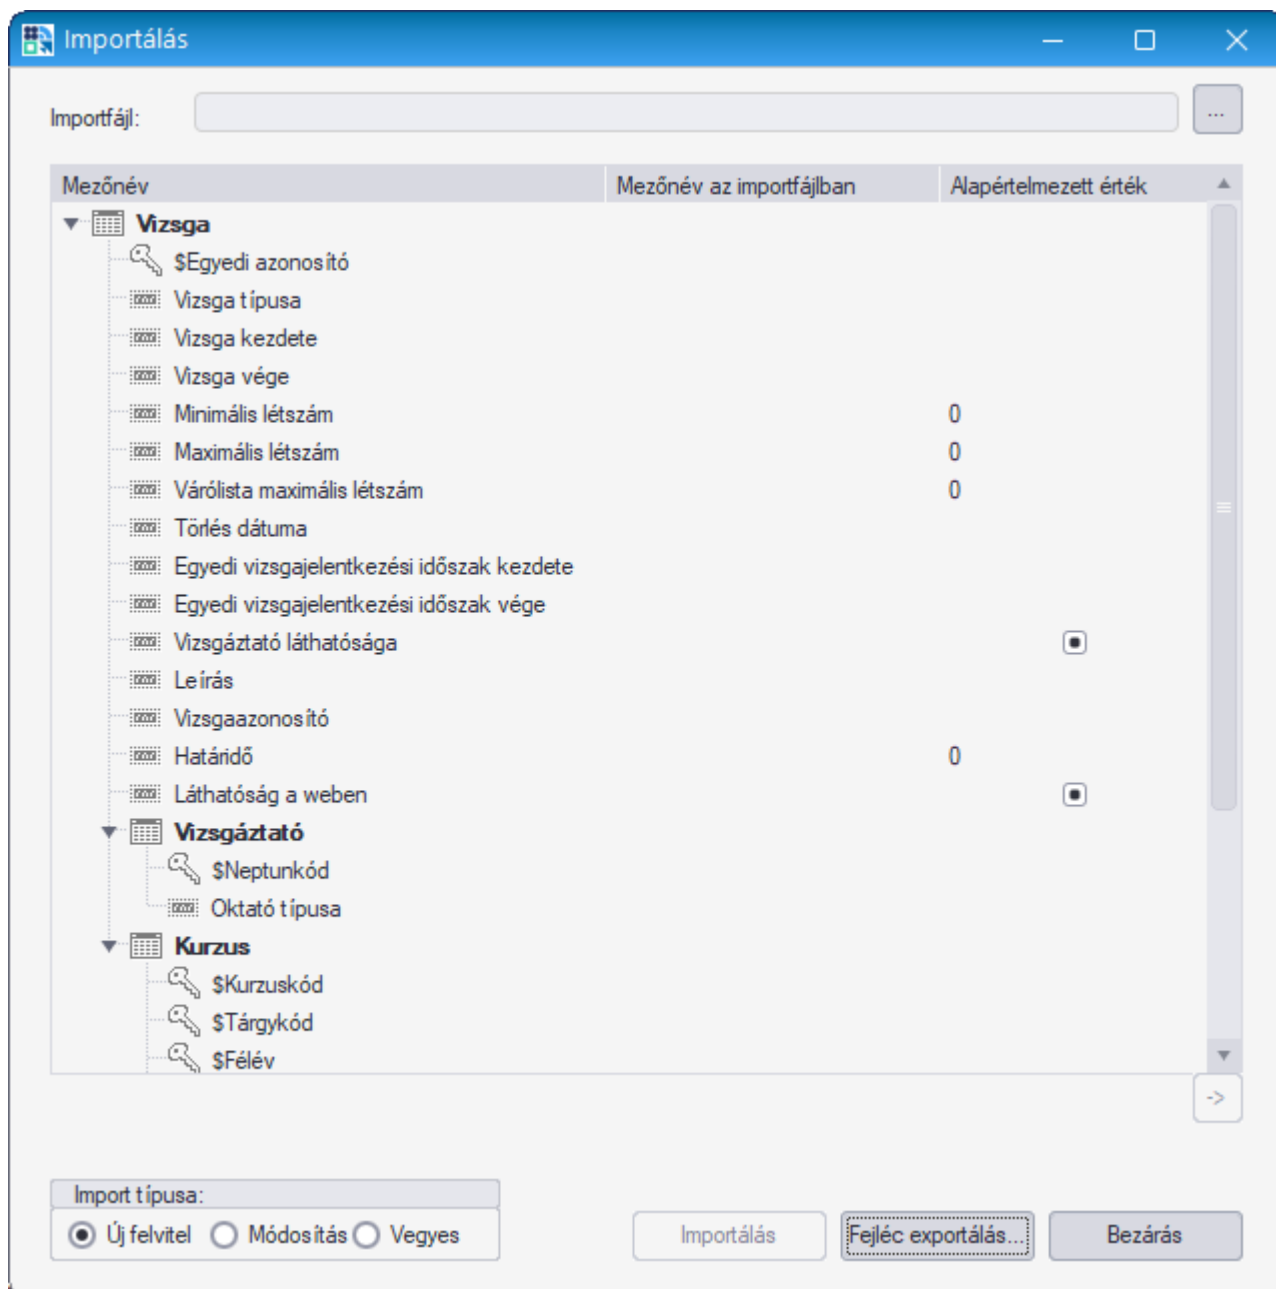 Importálás
Importfájl:
...
Mezőnév Mezőnév az importfájlban Alapértelmezett érték
Vizsga
$Egyedi azonosító
Vizsga típusa
Vizsga kezdete
Vizsga vége
Minimális létszám 0
Maximális létszám 0
Várólista maximális létszám 0
Törlés dátuma
Egyedi vizsgajelentkezési időszak kezdete
Egyedi vizsgajelentkezési időszak vége
Vizsgáztató láthatósága
Leírás
Vizsgaazonosító
Határidő 0
Láthatóság a weben
Vizsgáztató
$Neptunkód
Oktató típusa
Kurzus
$Kurzuskód
$Tárgykód
$Félév
->
Import típusa:
Új felvitel Módosítás Vegyes Importálás Fejléc exportálás... Bezárás